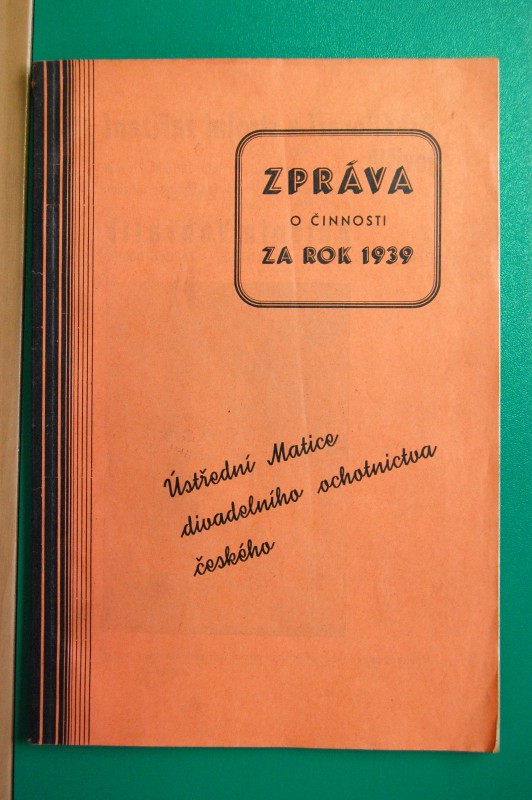 ZPRÁVA
O ČINNOSTI
ZA ROK 1939
Ústřední Matice
divadelního ochotnictva
českého